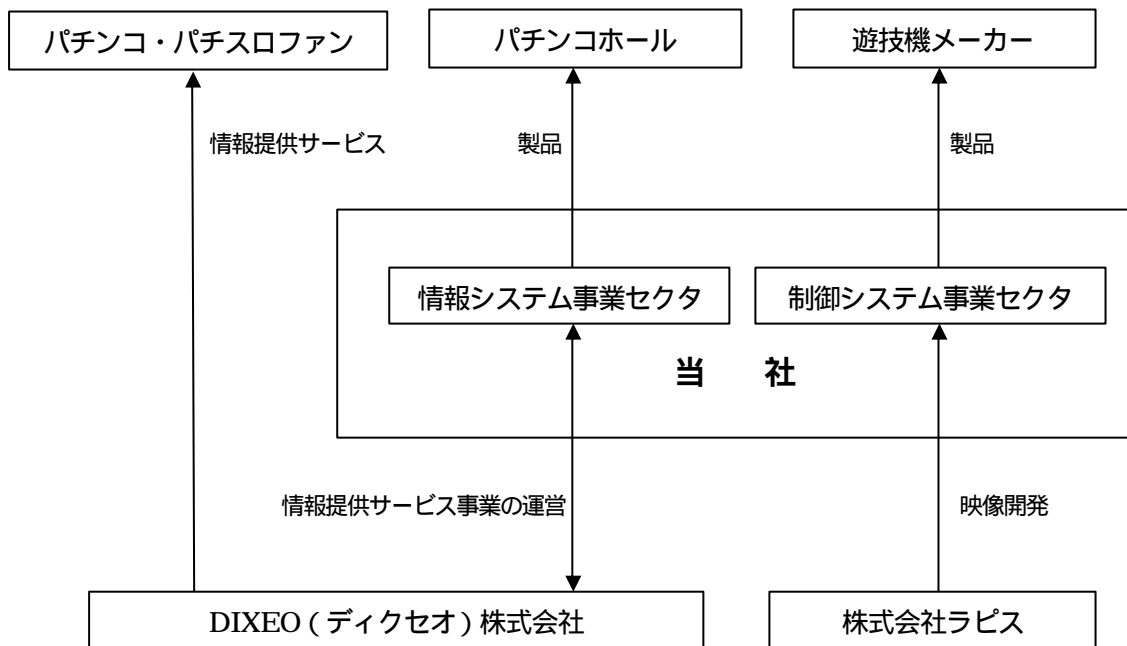 パチンコ・パチスロファン
パチンコホール
遊技機メーカー
情報提供サービス
製品
製品
情報システム事業セクタ
制御システム事業セクタ
当　社
情報提供サービス事業の運営
映像開発
DIXEO（ディクセオ）株式会社
株式会社ラピス